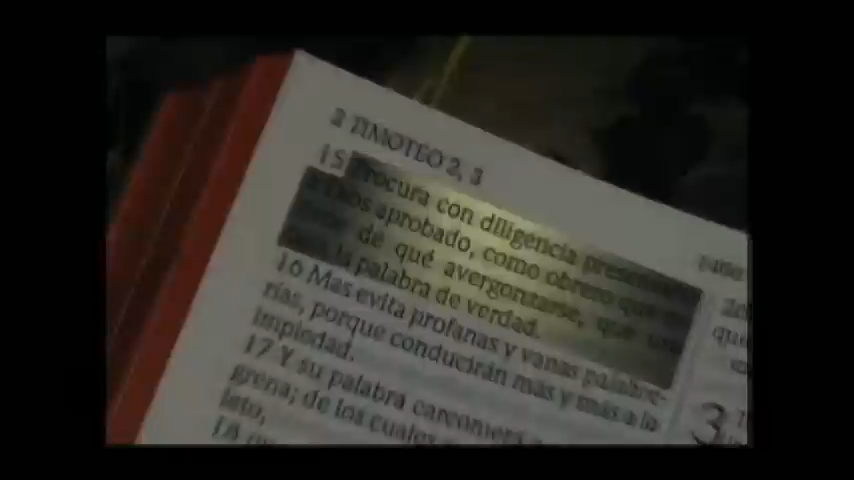 2 TIMOTEO 2, 3
15 Procura con diligencia
a Dios aprobado, como obrero que no
tiene de qué avergonzarse, que usa
bien la palabra de verdad.
16 Mas evita profanas y vanas palabre-
rías, porque conducirán más y más a la
impiedad.
17 Y su palabra carcomerá
grena; de los cuales
leto,
18
3